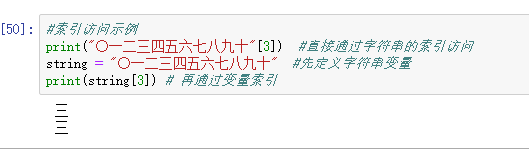 [50]: #索引访问示例
print("〇一二三四五六七八九十"[3])  #直接通过字符串的索引访问
string = "〇一二三四五六七八九十"  #先定义字符串变量
print(string[3]) # 再通过变量索引
三
三